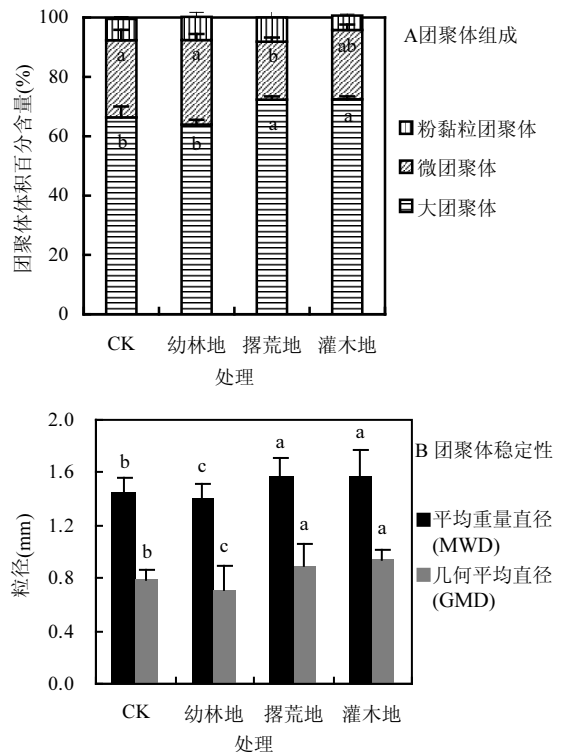 A团聚体组成
100
a
a
b
ab
80
b
b
a
a
60
40
20
0
团聚体体积百分含量(%)
粉黏粒团聚体
微团聚体
大团聚体
CK
幼林地
撂荒地
灌木地
处理
B 团聚体稳定性
2.0
1.6
1.2
0.8
0.4
0.0
粒径(mm)
b
b
c
c
a
a
a
a
平均重量直径
(MWD)
几何平均直径
(GMD)
CK
幼林地
撂荒地
灌木地
处理